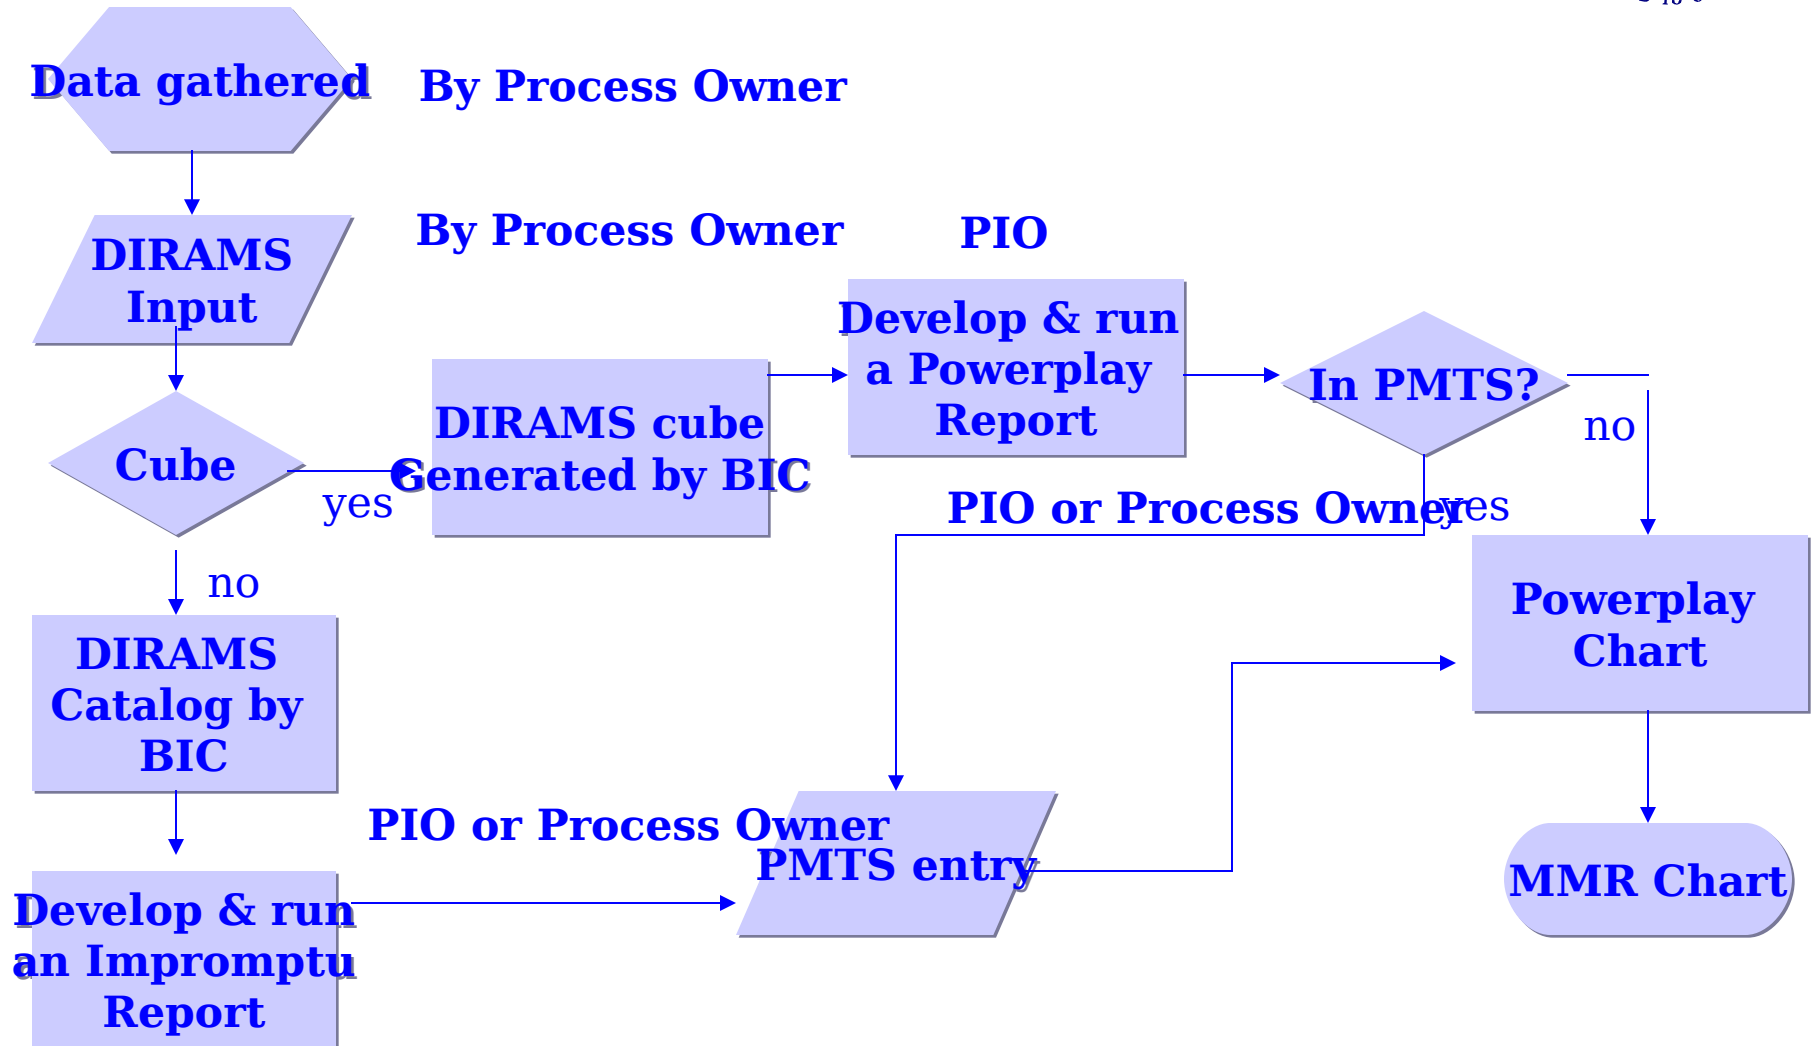 Data gathered
By Process Owner
DIRAMS
Input
By Process Owner
PIO
Develop & run
a Powerplay
Report
In PMTS?
no
Cube
yes
DIRAMS cube
Generated by BIC
PIO or Process Owner
yes
no
Powerplay
Chart
DIRAMS
Catalog by
BIC
PIO or Process Owner
PMTS entry
MMR Chart
Develop & run
an Impromptu
Report